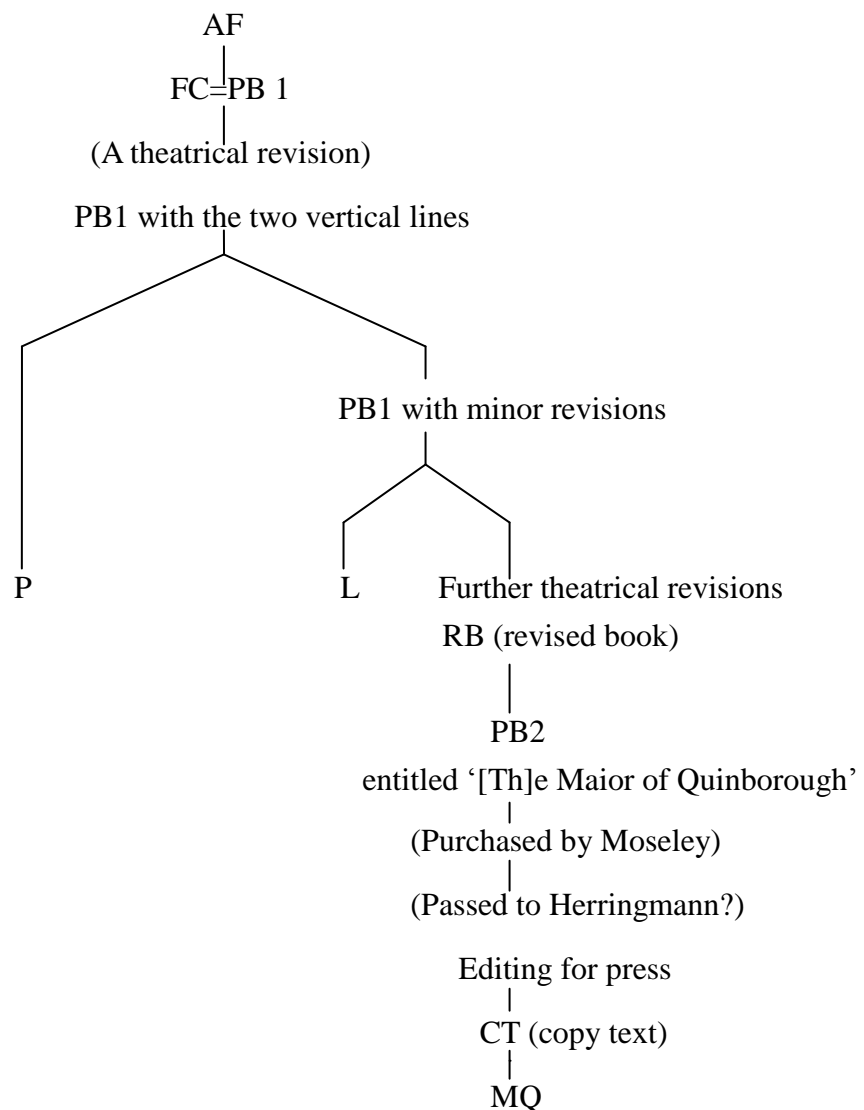 AF
FC=PB 1
(A theatrical revision)
PB1 with the two vertical lines
PB1 with minor revisions
P L Further theatrical revisions
RB (revised book)
PB2
entitled ‘[Th]e Maior of Quinborough’
(Purchased by Moseley)
(Passed to Herringmann?)
Editing for press
CT (copy text)
MQ